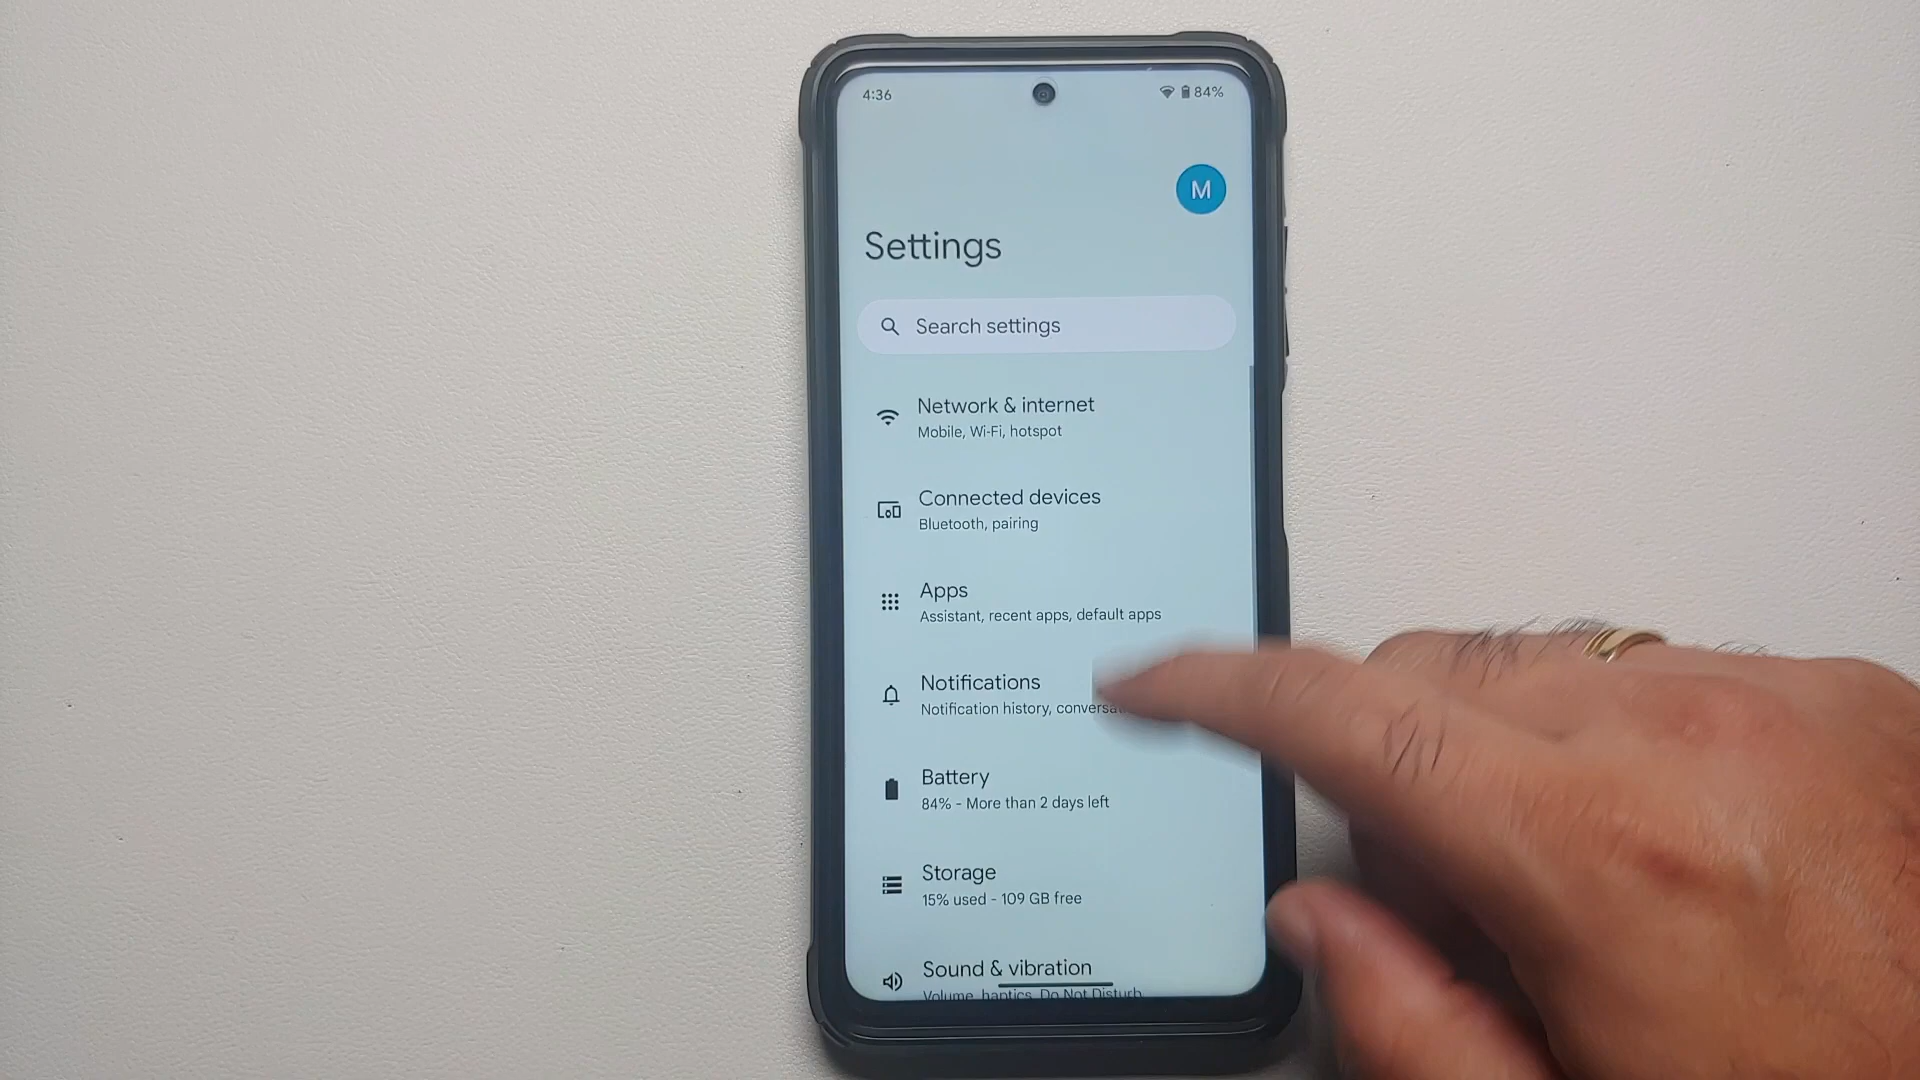 4:36
84%
M
Settings
Search settings
Network & internet
Mobile, Wi-Fi, hotspot
Connected devices
Bluetooth, pairing
Apps
Assistant, recent apps, default apps
Notifications
Notification history,
Battery
84% - More than 2 days left
Storage
15% used - 109 GB free
Sound & vibration
Volume, haptics, Do Not Disturb